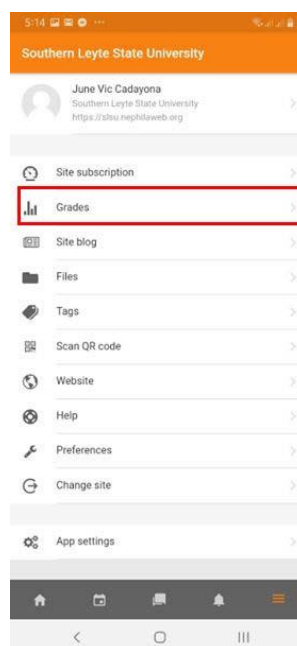 5:14
Southern Leyte State University
June Vic Cadayona
Southern Leyte State University
https://slsu.nephilaweb.org
Site subscription
Grades
Site blog
Files
Tags
Scan QR code
Website
Help
Preferences
Change site
App settings